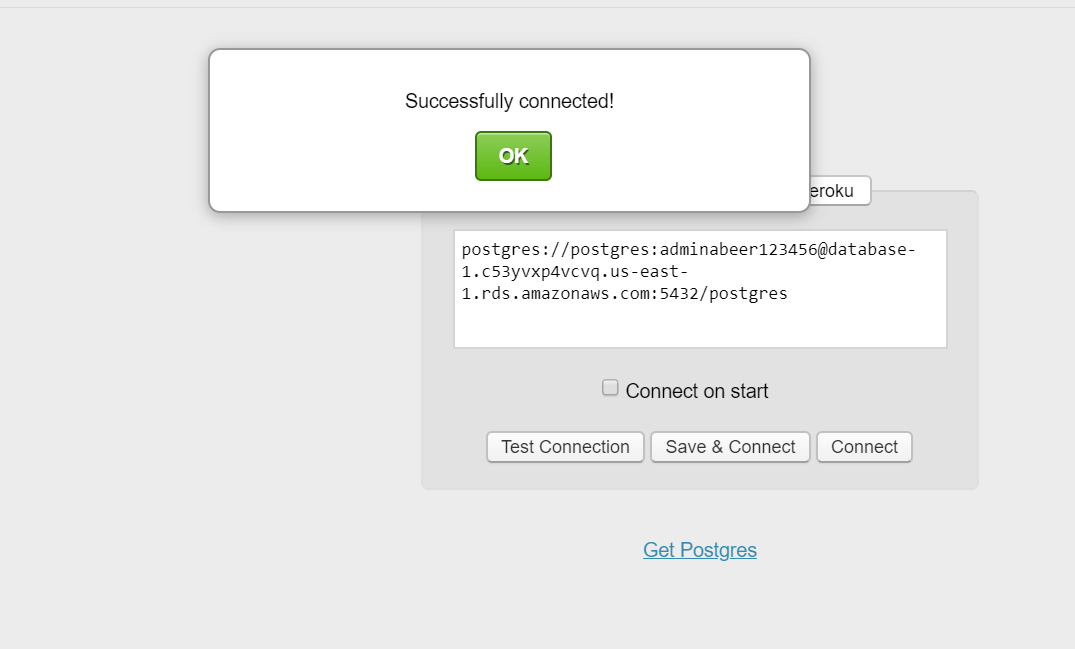 Successfully connected!
OK
eroku
postgres://postgres:adminabeer123456@database-
1.c53yvxp4vcvq.us-east-
1.rds.amazonaws.com:5432/postgres
Connect on start
Test Connection Save & Connect Connect
Get Postgres